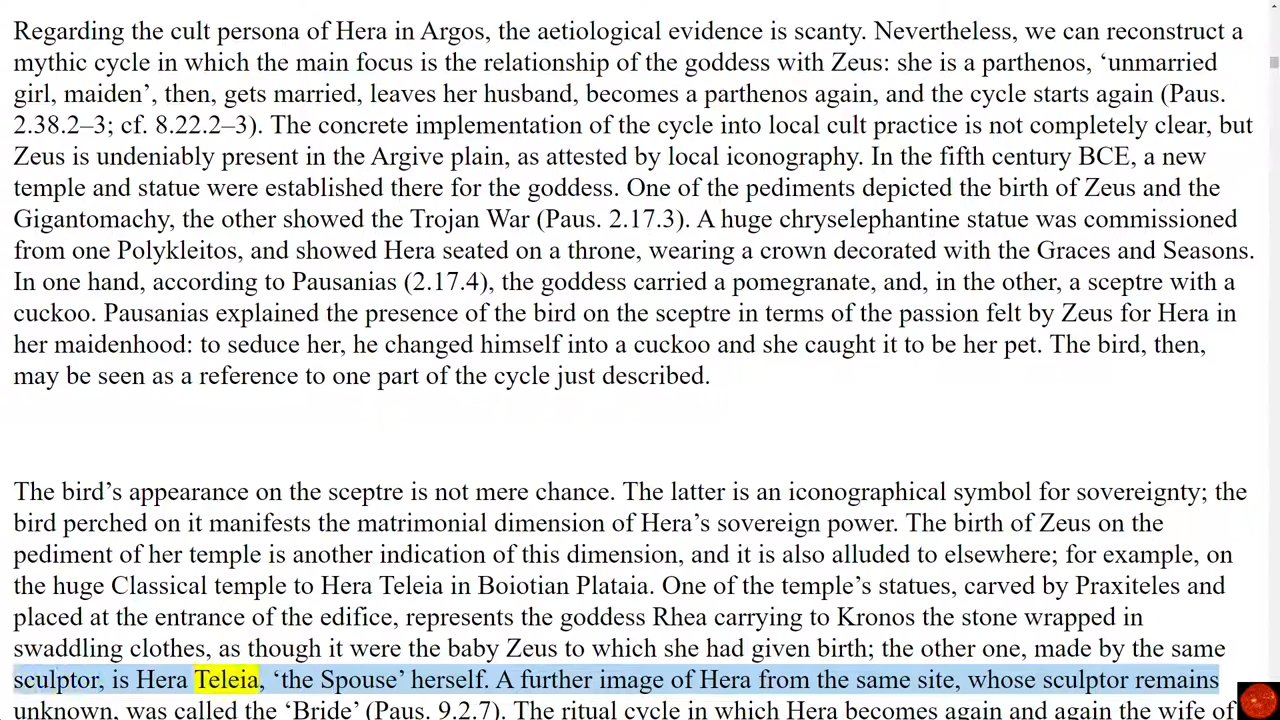 Regarding the cult persona of Hera in Argos, the aetiological evidence is scanty. Nevertheless, we can reconstruct a
mythic cycle in which the main focus is the relationship of the goddess with Zeus: she is a parthenos, ‘unmarried
girl, maiden’, then, gets married, leaves her husband, becomes a parthenos again, and the cycle starts again (Paus.
2.38.2–3; cf. 8.22.2–3). The concrete implementation of the cycle into local cult practice is not completely clear, but
Zeus is undeniably present in the Argive plain, as attested by local iconography. In the fifth century BCE, a new
temple and statue were established there for the goddess. One of the pediments depicted the birth of Zeus and the
Gigantomachy, the other showed the Trojan War (Paus. 2.17.3). A huge chryselephantine statue was commissioned
from one Polykleitos, and showed Hera seated on a throne, wearing a crown decorated with the Graces and Seasons.
In one hand, according to Pausanias (2.17.4), the goddess carried a pomegranate, and, in the other, a sceptre with a
cuckoo. Pausanias explained the presence of the bird on the sceptre in terms of the passion felt by Zeus for Hera in
her maidenhood: to seduce her, he changed himself into a cuckoo and she caught it to be her pet. The bird, then,
may be seen as a reference to one part of the cycle just described.
The bird’s appearance on the sceptre is not mere chance. The latter is an iconographical symbol for sovereignty; the
bird perched on it manifests the matrimonial dimension of Hera’s sovereign power. The birth of Zeus on the
pediment of her temple is another indication of this dimension, and it is also alluded to elsewhere; for example, on
the huge Classical temple to Hera Teleia in Boiotian Plataia. One of the temple’s statues, carved by Praxiteles and
placed at the entrance of the edifice, represents the goddess Rhea carrying to Kronos the stone wrapped in
swaddling clothes, as though it were the baby Zeus to which she had given birth; the other one, made by the same
sculptor, is Hera Teleia, ‘the Spouse’ herself. A further image of Hera from the same site, whose sculptor remains
unknown, was called the ‘Bride’ (Paus. 9.2.7). The ritual cycle in which Hera becomes again and again the wife of